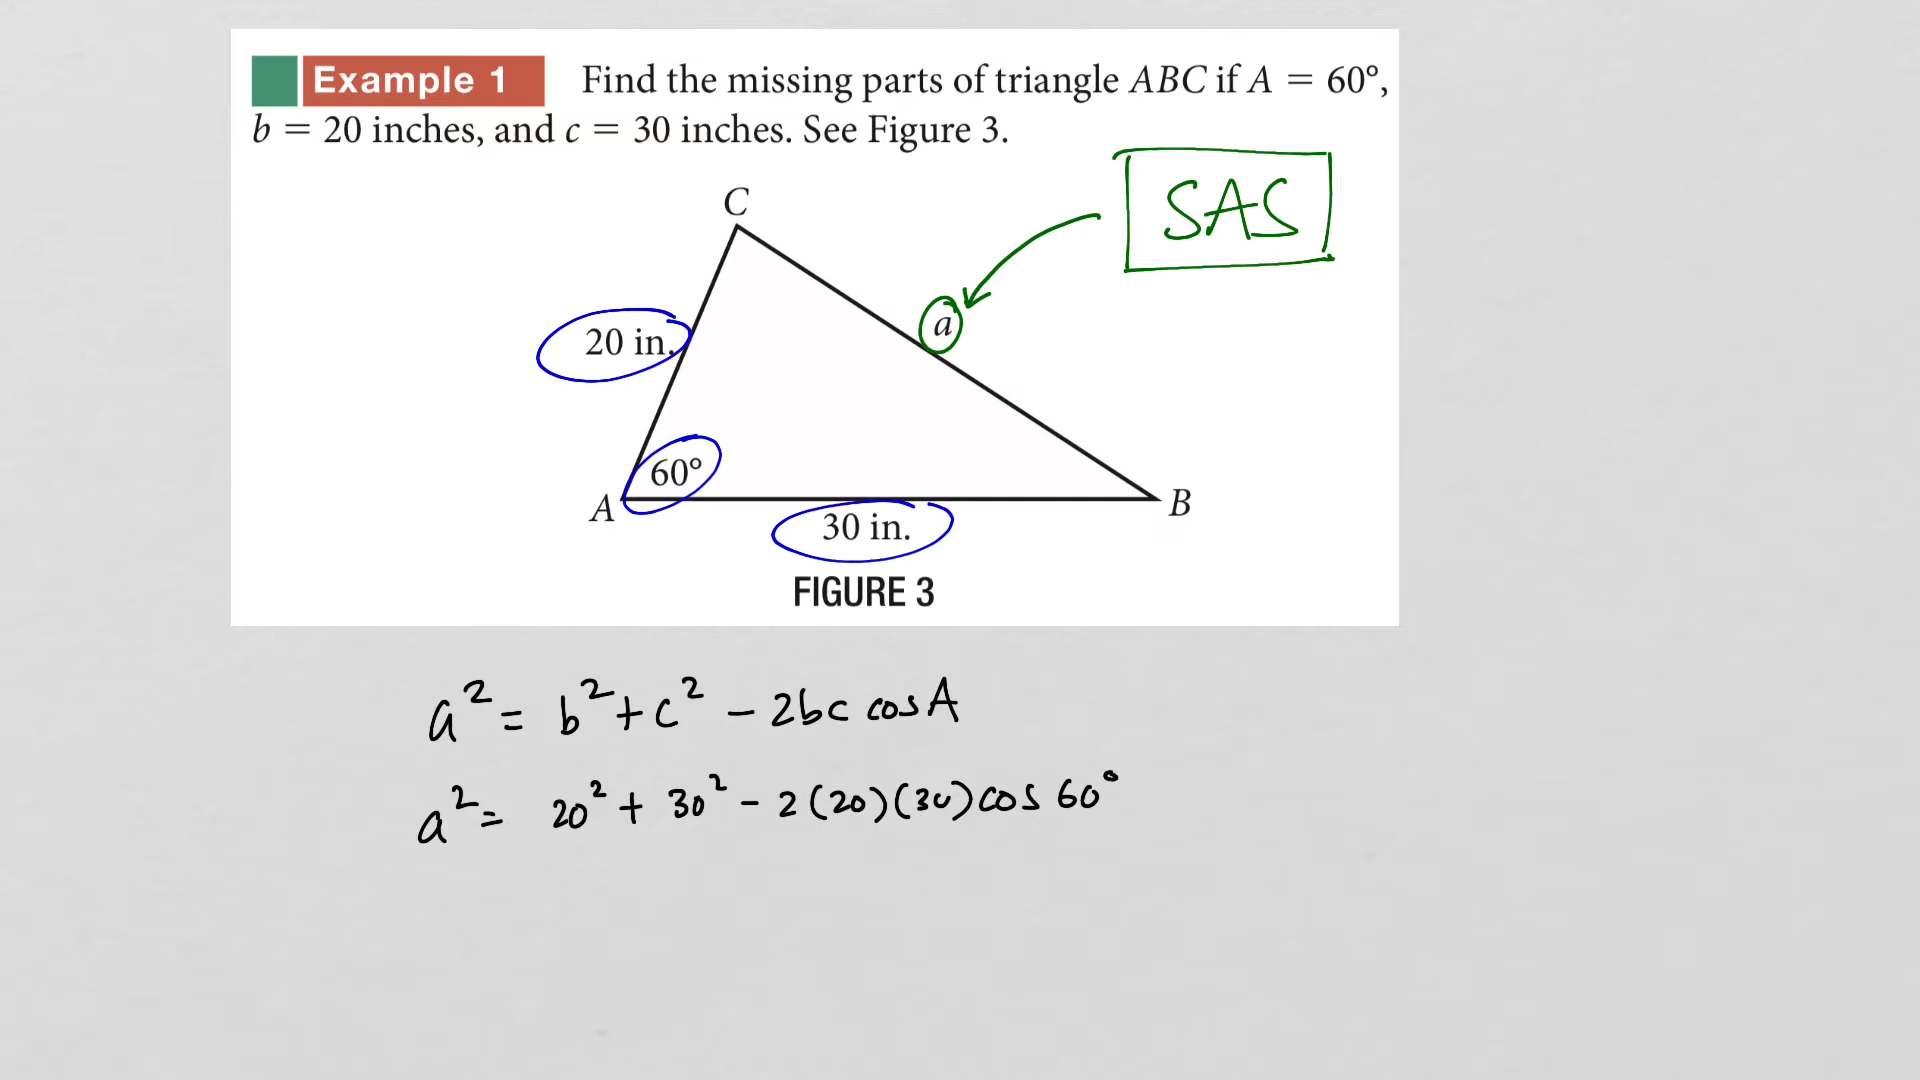 Example 1 Find the missing parts of triangle ABC if A = 60°,
b = 20 inches, and c = 30 inches. See Figure 3.
SAS
C
20 in.
a
60°
A
B
30 in.
FIGURE 3
a² = b² + c² − 2bc cos A
a² = 20² + 30² − 2(20)(30) cos 60°